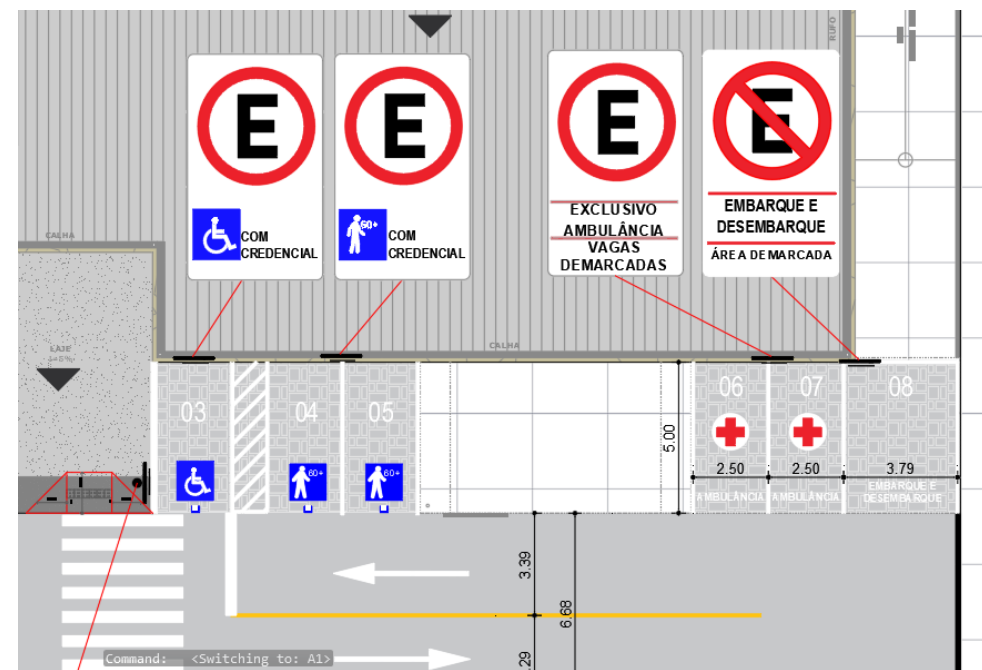 RUFO
E
COM
CREDENCIAL
E
60+
COM
CREDENCIAL
E
EXCLUSIVO
AMBULÂNCIA
VAGAS
DEMARCADAS
E
EMBARQUE E
DESEMBARQUE
ÁREA DEMARCADA
CALHA
CALHA
LAJE
03
04
05
06
07
08
60+
60+
5.00
2.50
2.50
3.79
AMBULÂNCIA
AMBULÂNCIA
EMBARQUE E
DESEMBARQUE
3.39
6.68
29
Command: <Switching to: A1>